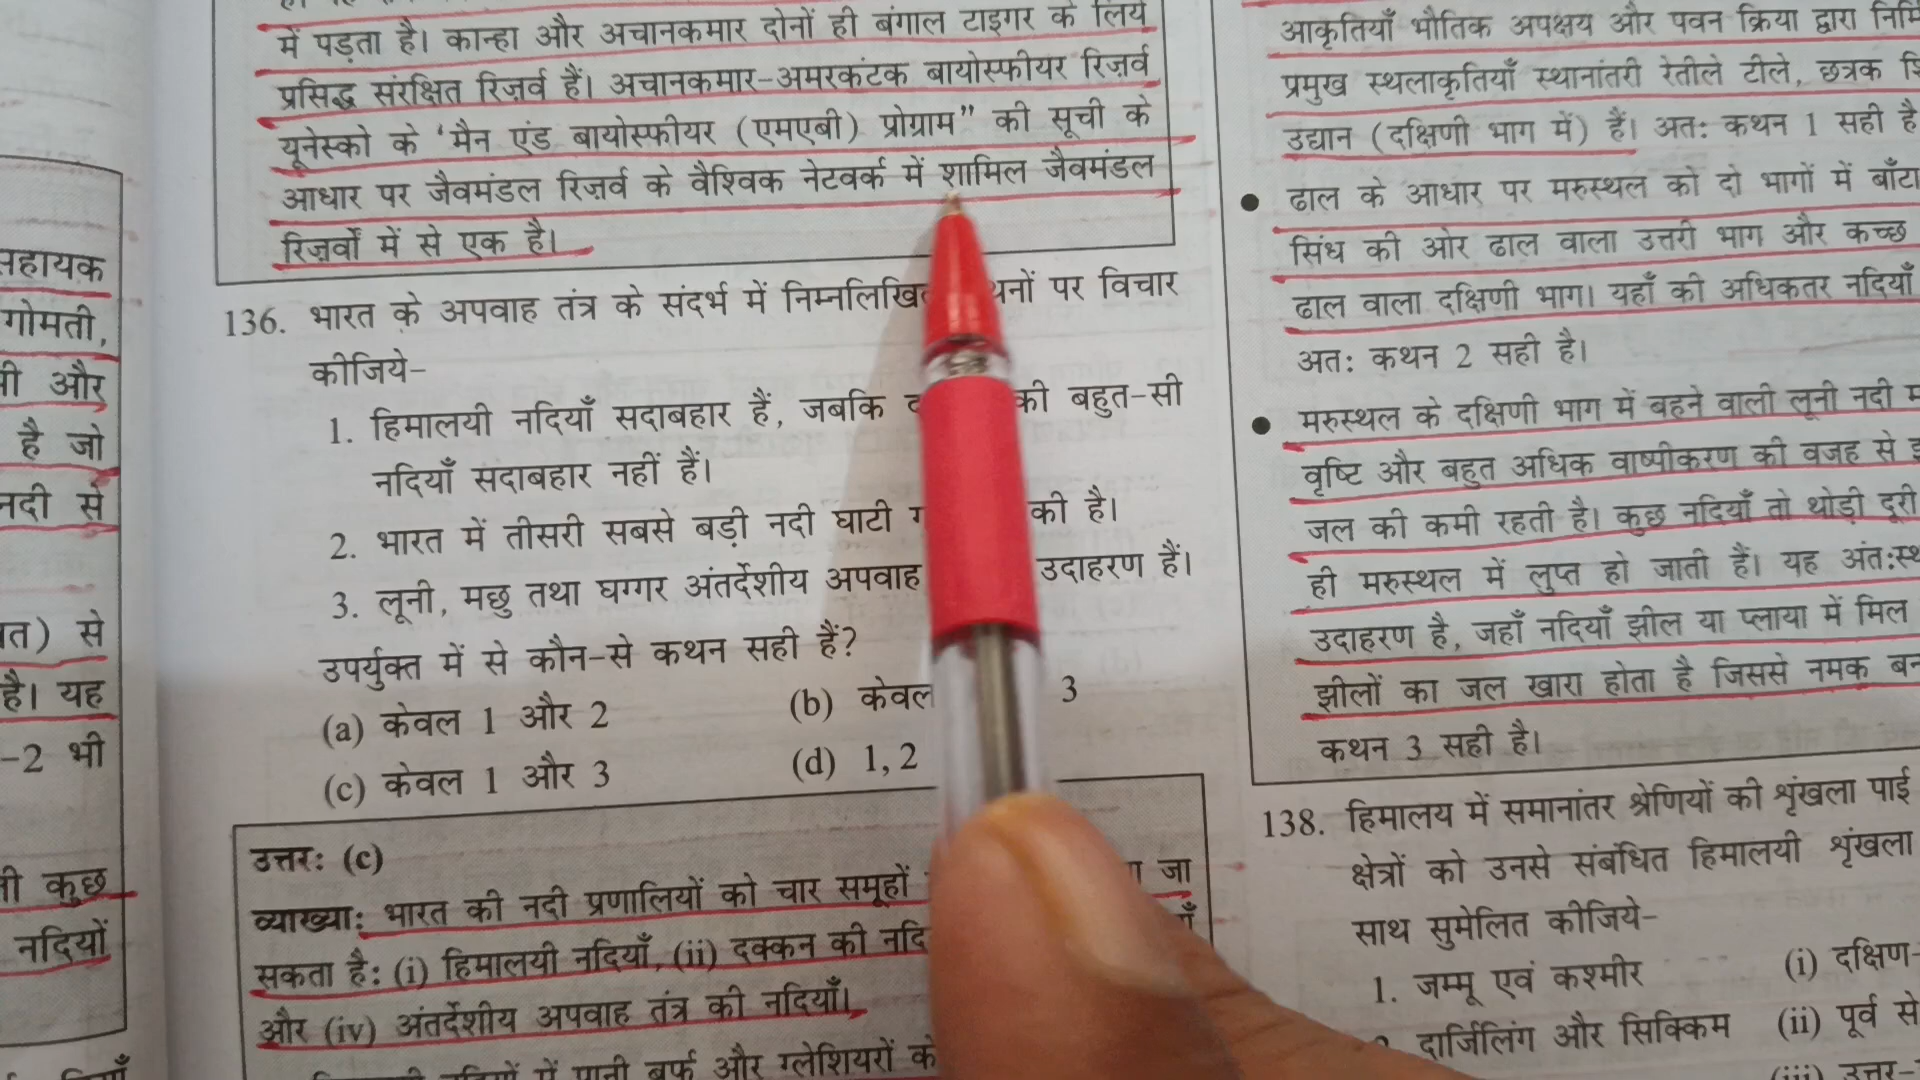 में पड़ता है। कान्हा और अचानकमार दोनों ही बंगाल टाइगर के लिये
प्रसिद्ध संरक्षित रिज़र्व हैं। अचानकमार-अमरकंटक बायोस्फीयर रिज़र्व
यूनेस्को के ‘मैन एंड बायोस्फीयर (एमएबी) प्रोग्राम” की सूची के
आधार पर जैवमंडल रिज़र्व के वैश्विक नेटवर्क में शामिल जैवमंडल
रिज़र्वों में से एक है।
136. भारत के अपवाह तंत्र के संदर्भ में पर विचार
कीजिये-
1. हिमालयी नदियाँ सदाबहार हैं, जबकि की बहुत-सी
नदियाँ सदाबहार नहीं हैं।
2. भारत में तीसरी सबसे बड़ी नदी घाटी की है।
3. लूनी, मछु तथा घग्गर अंतर्देशीय अपवाह उदाहरण हैं।
उपर्युक्त में से कौन-से कथन सही हैं?
(a) केवल 1 और 2
(b) केवल 3
(c) केवल 1 और 3
(d) 1, 2
उत्तर: (c)
व्याख्या: भारत की नदी प्रणालियों को चार समूहों जा
सकता है: (i) हिमालयी नदियाँ, (ii) दक्कन की
और (iv) अंतर्देशीय अपवाह तंत्र की नदियाँ।
में पानी बर्फ और ग्लेशियरों
आकृतियाँ भौतिक अपक्षय और पवन क्रिया द्वारा
प्रमुख स्थलाकृतियाँ स्थानांतरी रेतीले टीले, छत्रक
उद्यान (दक्षिणी भाग में) हैं। अत: कथन 1 सही है
● ढाल के आधार पर मरुस्थल को दो भागों में बाँटा
सिंध की ओर ढाल वाला उत्तरी भाग और कच्छ
ढाल वाला दक्षिणी भाग। यहाँ की अधिकतर नदियाँ
अत: कथन 2 सही है।
● मरुस्थल के दक्षिणी भाग में बहने वाली लूनी नदी
वृष्टि और बहुत अधिक वाष्पीकरण की वजह से
जल की कमी रहती है। कुछ नदियाँ तो थोड़ी दूरी
ही मरुस्थल में लुप्त हो जाती हैं। यह
उदाहरण है, जहाँ नदियाँ झील या प्लाया में मिल
झीलों का जल खारा होता है जिससे नमक
कथन 3 सही है।
138. हिमालय में समानांतर श्रेणियों की शृंखला पाई
क्षेत्रों को उनसे संबंधित हिमालयी शृंखला
साथ सुमेलित कीजिये-
1. जम्मू एवं कश्मीर (i) दक्षिण-
दार्जिलिंग और सिक्किम (ii) पूर्व से
(iii) उत्तर-
गोमती,
और
है जो
नदी से
से
है। यह
-2 भी
कुछ
नदियों